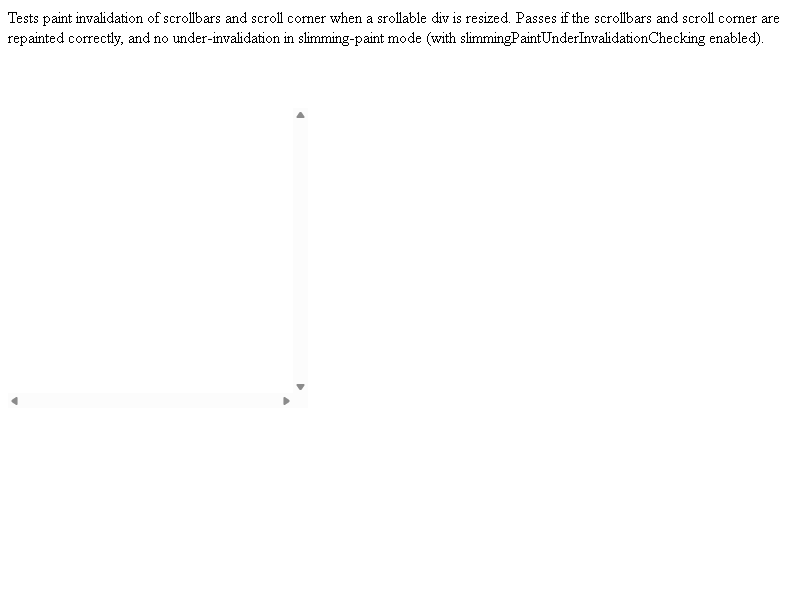 Tests paint invalidation of scrollbars and scroll corner when a srollable div is resized. Passes if the scrollbars and scroll corner are
repainted correctly, and no under-invalidation in slimming-paint mode (with slimmingPaintUnderInvalidationChecking enabled).